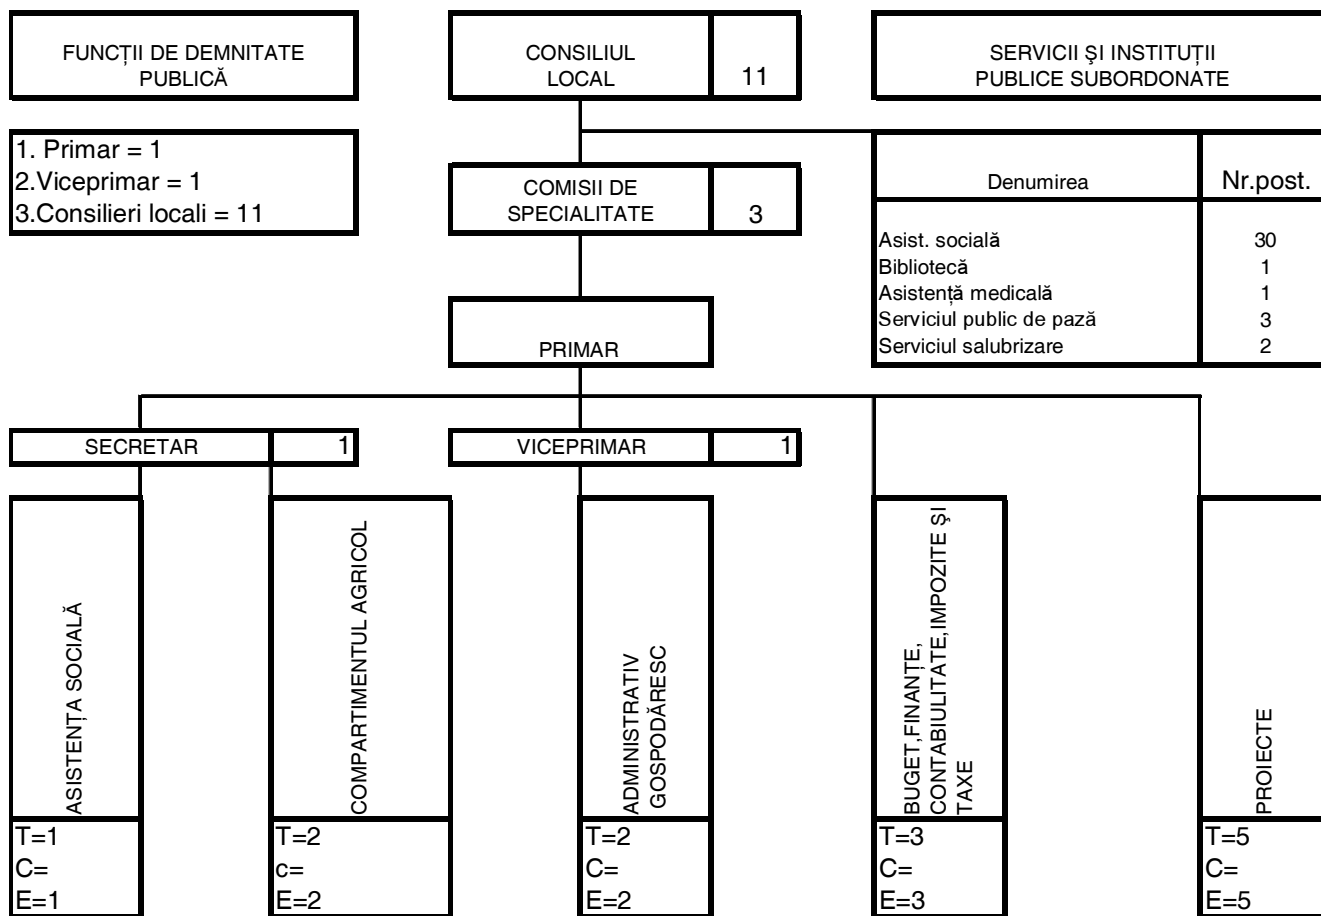 FUNCȚII DE DEMNITATE
PUBLICĂ
CONSILIUL
LOCAL
11
SERVICII ŞI INSTITUȚII
PUBLICE SUBORDONATE
1. Primar = 1
2.Viceprimar = 1
3.Consilieri locali = 11
COMISII DE
SPECIALITATE
3
Denumirea
Nr.post.
Asist. socială 30
Bibliotecă 1
Asistență medicală 1
Serviciul public de pază 3
Serviciul salubrizare 2
PRIMAR
SECRETAR 1
VICEPRIMAR 1
ASISTENȚA SOCIALĂ
COMPARTIMENTUL AGRICOL
ADMINISTRATIV
GOSPODĂRESC
BUGET,FINANȚE,
CONTABIULITATE,IMPOZITE ŞI
TAXE
PROIECTE
T=1
C=
E=1
T=2
c=
E=2
T=2
C=
E=2
T=3
C=
E=3
T=5
C=
E=5